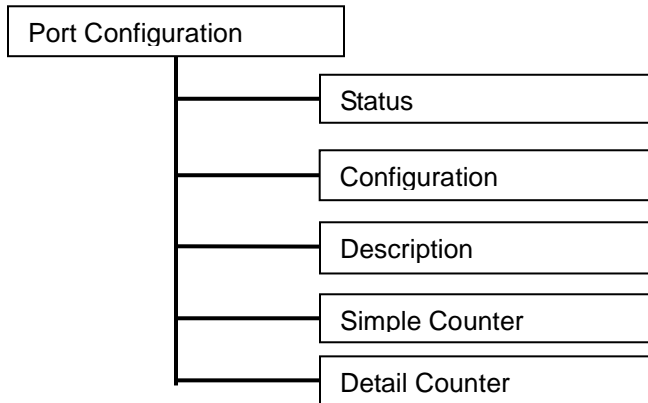 Port Configuration
Status
Configuration
Description
Simple Counter
Detail Counter